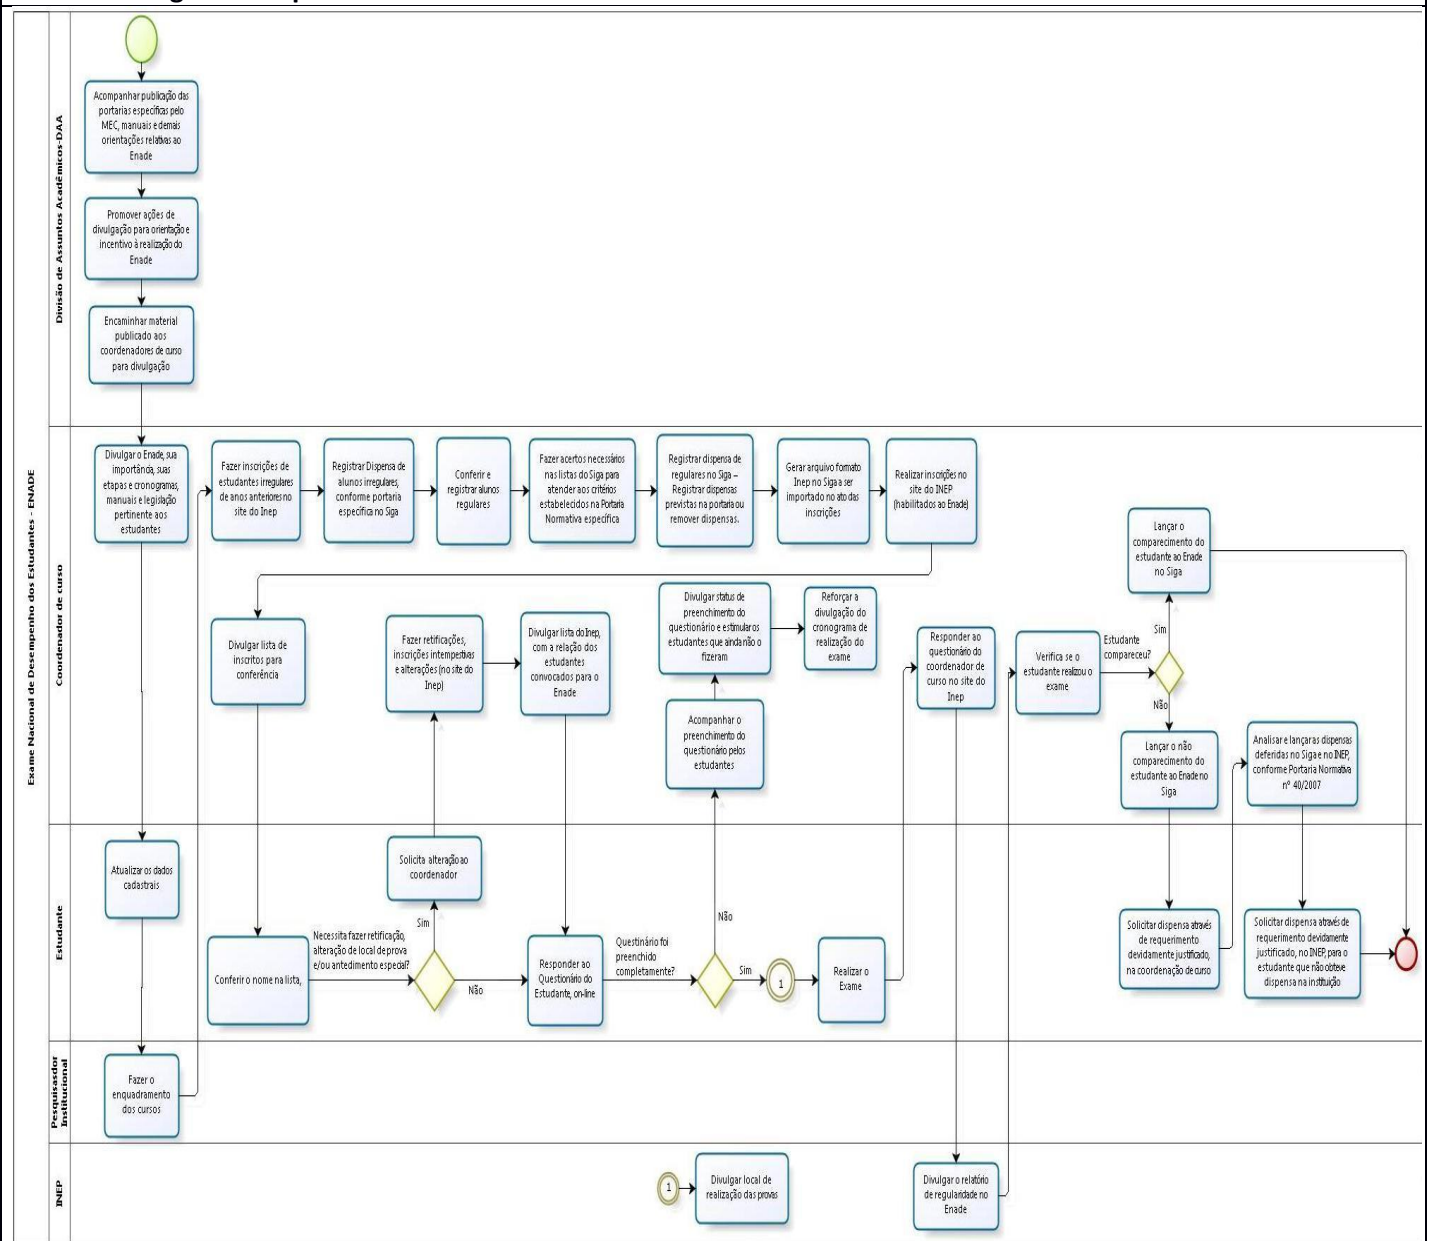 Exame Nacional de Desempenho dos Estudantes - ENADE
Divisão de Assuntos Acadêmicos-DAA
Acompanhar publicação das
portarias específicas pelo
MEC, manuais e demais
orientações relativas ao
Enade
Promover ações de
divulgação para orientação e
incentivo à realização do
Enade
Encaminhar material
publicado aos
coordenadores de curso
para divulgação
Coordenador de curso
Divulgar o Enade, sua
importância, suas
etapas e cronogramas,
manuais e legislação
pertinente aos
estudantes
Fazer inscrições de
estudantes irregulares
de anos anteriores no
site do Inep
Registrar Dispensa de
alunos irregulares,
conforme portaria
específica no Siga
Conferir e
registrar alunos
regulares
Fazer acertos necessários
nas listas do Siga para
atender aos critérios
estabelecidos na Portaria
Normativa específica
Registrar dispensa de
regulares no Siga –
Registrar dispensas
previstas na portaria ou
remover dispensas.
Gerar arquivo formato
Inep no Siga a ser
importado no ato das
inscrições
Realizar inscrições no
site do INEP
(habilitados ao Enade)
Divulgar lista de
inscritos para
conferência
Fazer retificações,
inscrições intempestivas
e alterações (no site do
Inep)
Divulgar lista do Inep,
com a relação dos
estudantes
convocados para o
Enade
Divulgar status de
preenchimento do
questionário e estimular os
estudantes que ainda não o
fizeram
Reforçar a
divulgação do
cronograma de
realização do
exame
Acompanhar o
preenchimento do
questionário pelos
estudantes
Responder ao
questionário do
coordenador de
curso no site do
Inep
Verifica se o
estudante realizou o
exame
Estudante
compareceu?
Sim
Não
Lançar o
comparecimento do
estudante ao Enade
no Siga
Lançar o não
comparecimento do
estudante ao Enade no
Siga
Analisar e lançar as dispensas
deferidas no Siga e no INEP,
conforme Portaria Normativa
nº 40/2007
Estudante
Atualizar os dados
cadastrais
Conferir o nome na lista,
Necessita fazer retificação,
alteração de local de prova
e/ou antedimento especial?
Sim
Não
Solicita alteração ao
coordenador
Responder ao
Questionário do
Estudante, on-line
Questinário foi
preenchido
completamente?
Não
Sim
1
Realizar o
Exame
Solicitar dispensa através
de requerimento
devidamente justificado,
na coordenação de curso
Solicitar dispensa através de
requerimento devidamente
justificado, no INEP, para o
estudante que não obteve
dispensa na instituição
Pesquisasdor
Institucional
Fazer o
enquadramento
dos cursos
INEP
1
Divulgar local de
realização das provas
Divulgar o relatório
de regularidade no
Enade